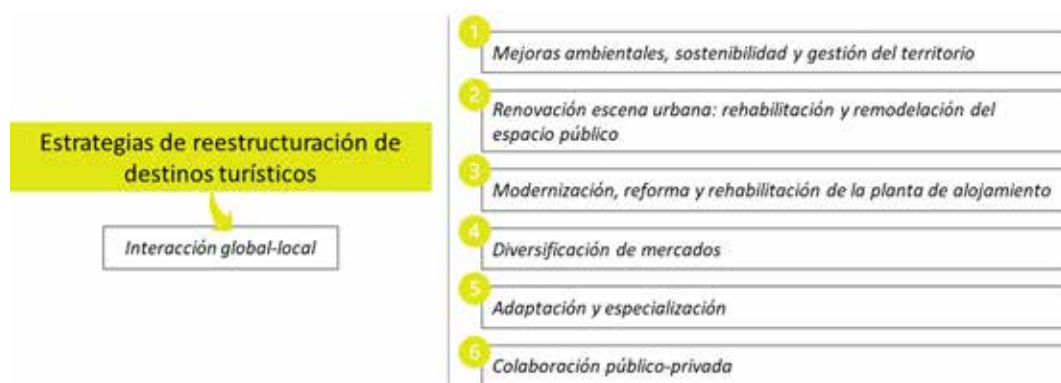 Estrategias de reestructuración de
destinos turísticos
Interacción global-local
1
Mejoras ambientales, sostenibilidad y gestión del territorio
2
Renovación escena urbana: rehabilitación y remodelación del
espacio público
3
Modernización, reforma y rehabilitación de la planta de alojamiento
4
Diversificación de mercados
5
Adaptación y especialización
6
Colaboración público-privada